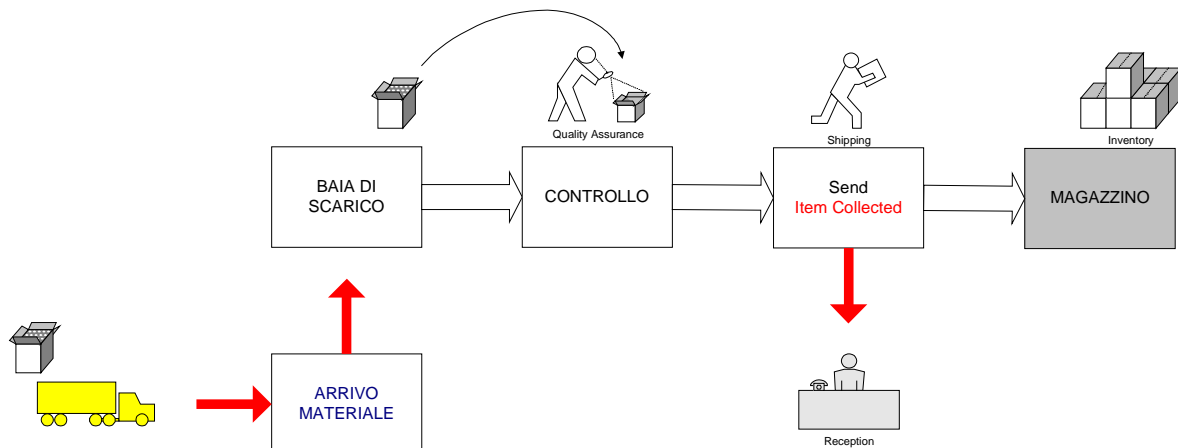 Quality Assurance
Shipping
Inventory
BAIA DI
SCARICO
CONTROLLO
Send
Item Collected
MAGAZZINO
ARRIVO
MATERIALE
Reception